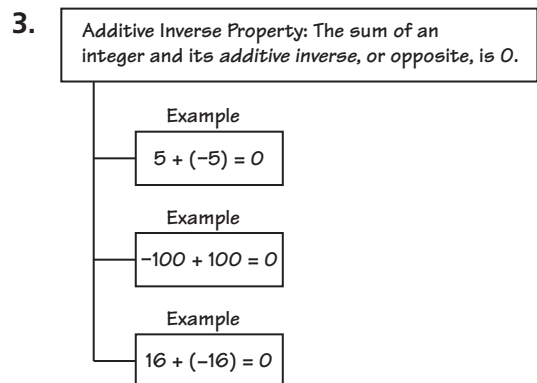 3.
Additive Inverse Property: The sum of an
integer and its additive inverse, or opposite, is 0.
Example
5 + (−5) = 0
Example
−100 + 100 = 0
Example
16 + (−16) = 0